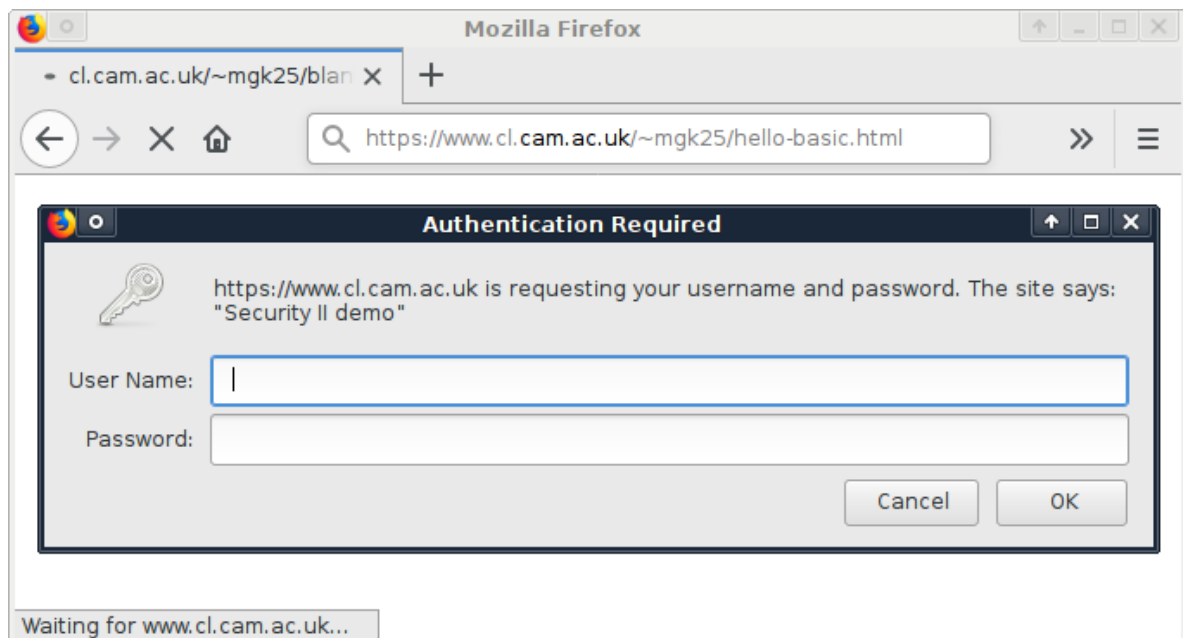 Mozilla Firefox
cl.cam.ac.uk/~mgk25/blan
https://www.cl.cam.ac.uk/~mgk25/hello-basic.html
Authentication Required
https://www.cl.cam.ac.uk is requesting your username and password. The site says:
"Security II demo"
User Name:
Password:
Cancel OK
Waiting for www.cl.cam.ac.uk...